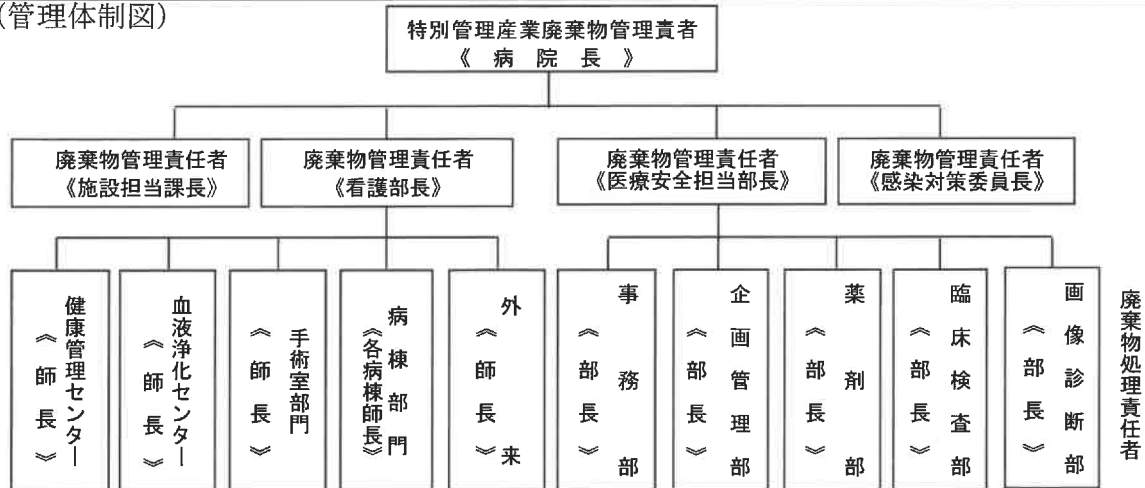 (管理体制図)
特別管理産業廃棄物管理責者
《 病 院 長 》
廃棄物管理責任者
《施設担当課長》
廃棄物管理責任者
《看護部長》
廃棄物管理責任者
《医療安全担当部長》
廃棄物管理責任者
《感染対策委員長》
健康管理センター
《師長》
血液浄化センター
《師長》
手術室部門
《師長》
病棟部門
《各病棟師長》
外来
《師長》
事務部
《部長》
企画管理部
《部長》
薬剤部
《部長》
臨床検査部
《部長》
画像診断部
《部長》
廃棄物処理責任者